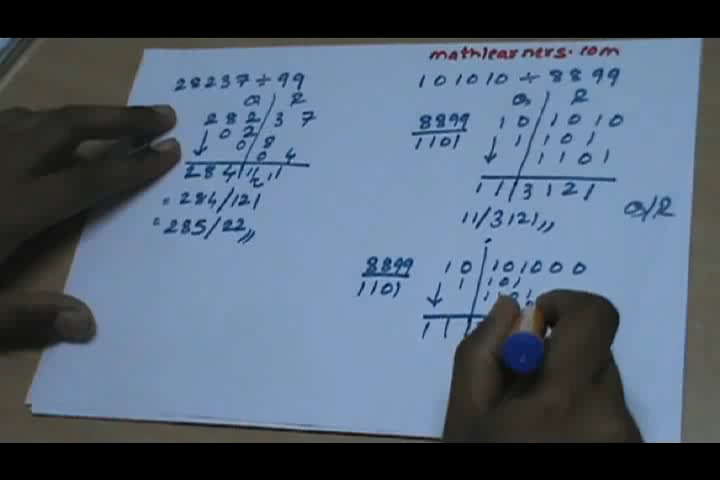 mathlearners.com
28237 ÷ 99
Q R
2 8 2 3 7
↓ 0 2
0 8
0 4
2 8 4 1 2 1
= 284/121
= 285/22
101010 ÷ 8899
Q R
8899
1101
1 0 1 0 1 0
↓ 1 1 0 1
1 1 0 1
1 1 3 1 2 1
11/3121
Q/R
8899
1101
1 0 1 0 1 0 0 0
↓ 1 1 0 1
1 1